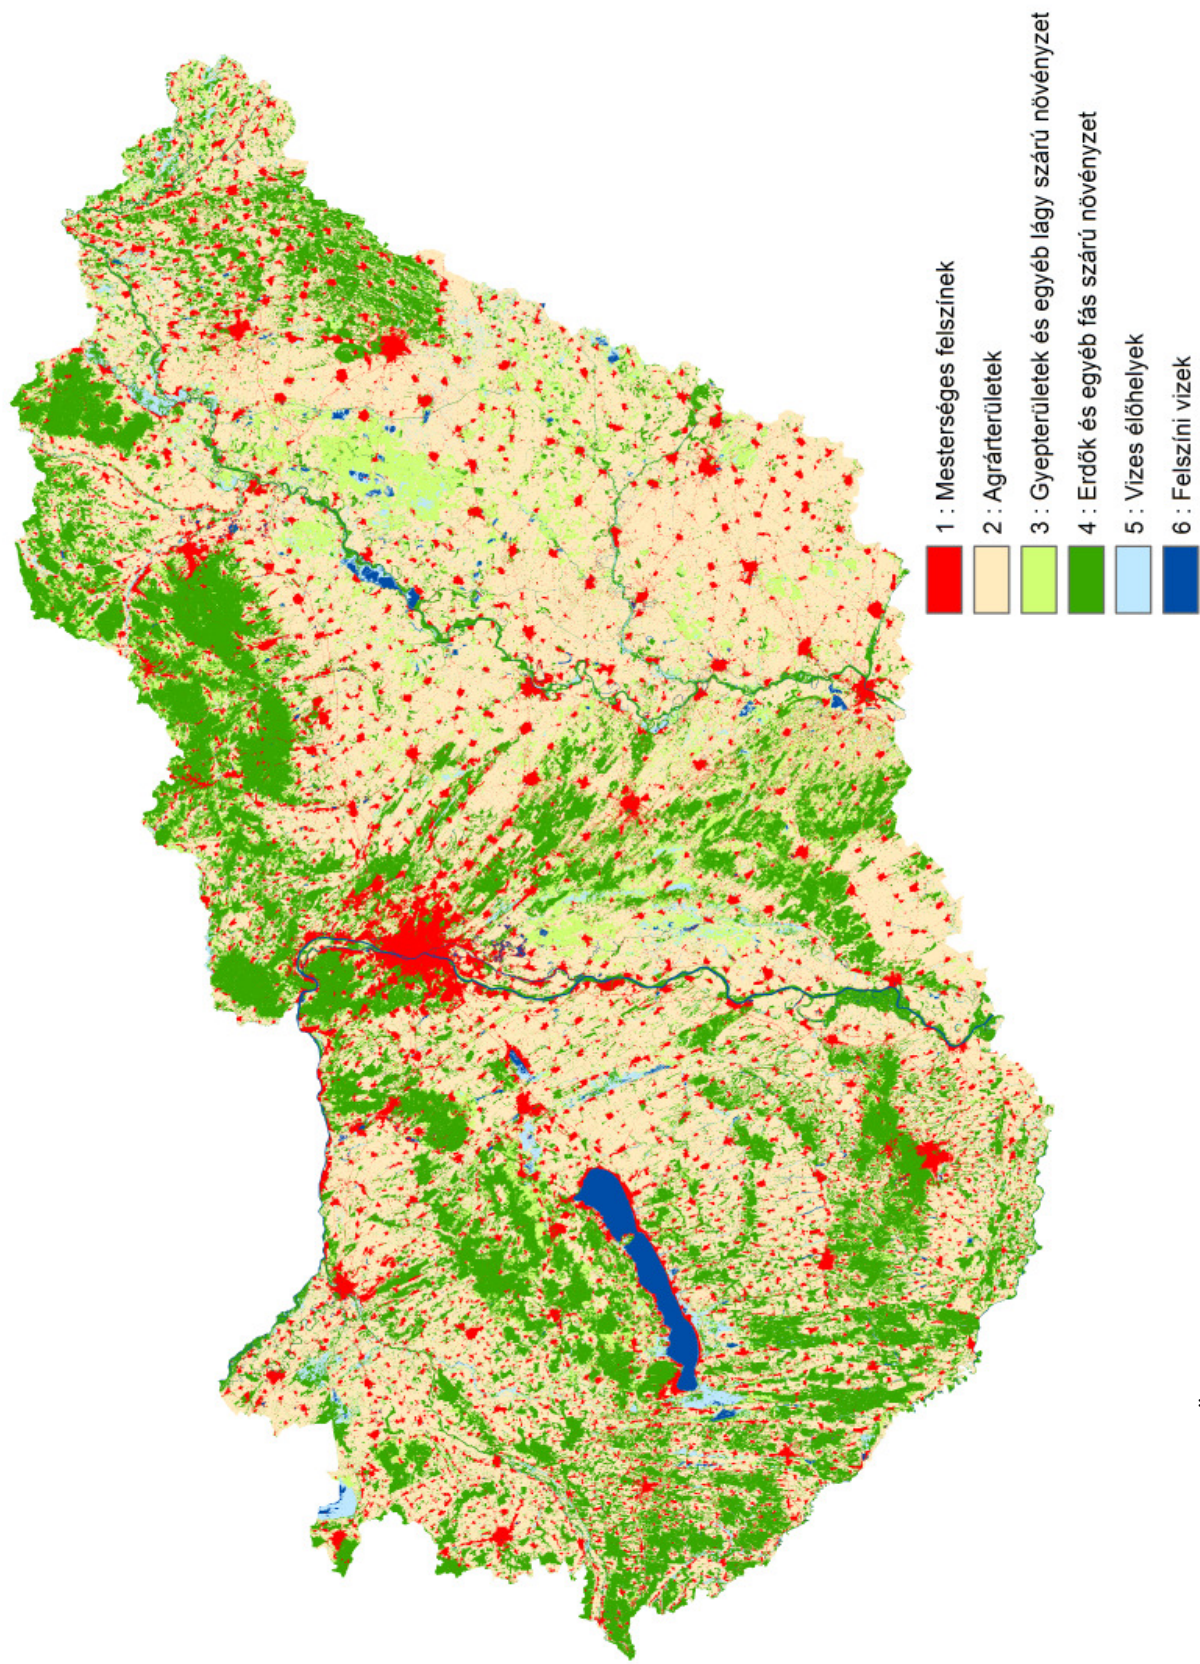 1 : Mesterséges felszínek
2 : Agrárterületek
3 : Gyepterületek és egyéb lágy szárú növényzet
4 : Erdők és egyéb fás szárú növényzet
5 : Vizes élőhelyek
6 : Felszíni vizek